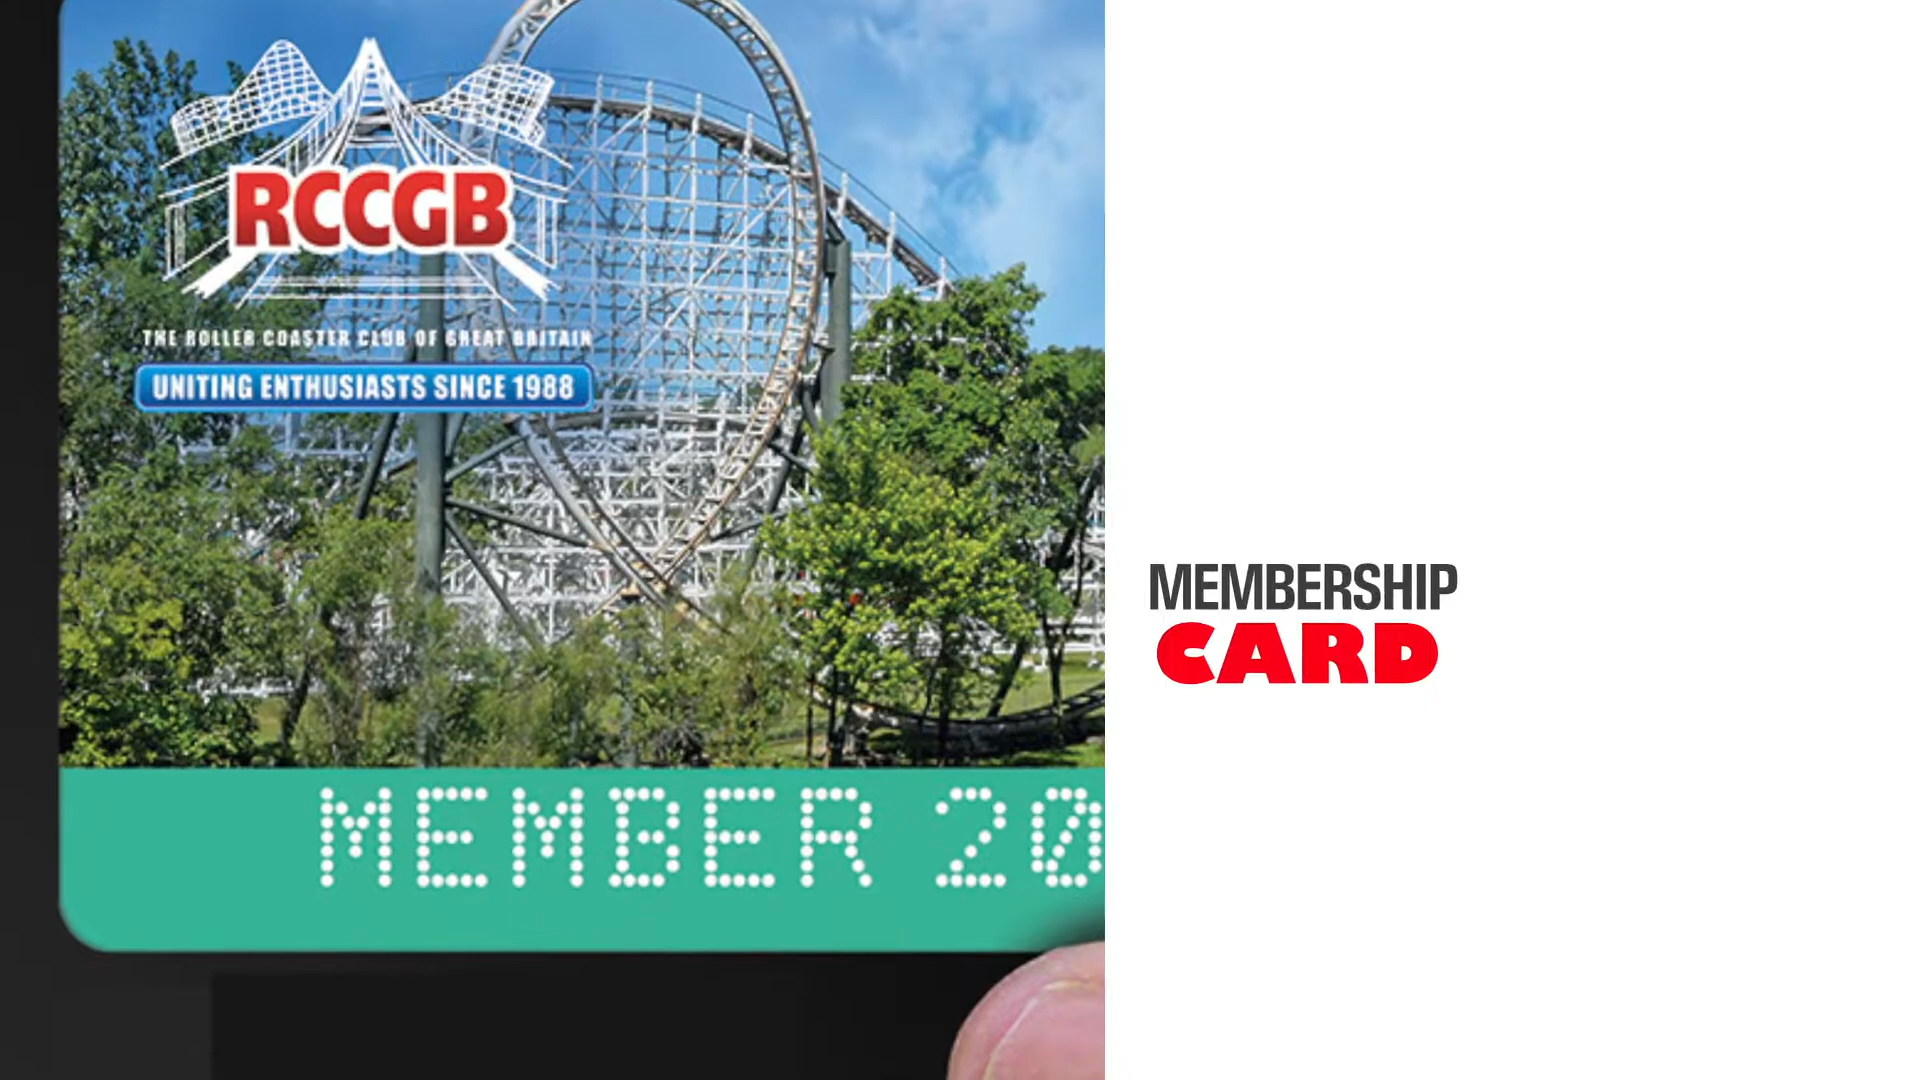 RCCGB
THE ROLLER COASTER CLUB OF GREAT BRITAIN
UNITING ENTHUSIASTS SINCE 1988
MEMBER 20
MEMBERSHIP
CARD